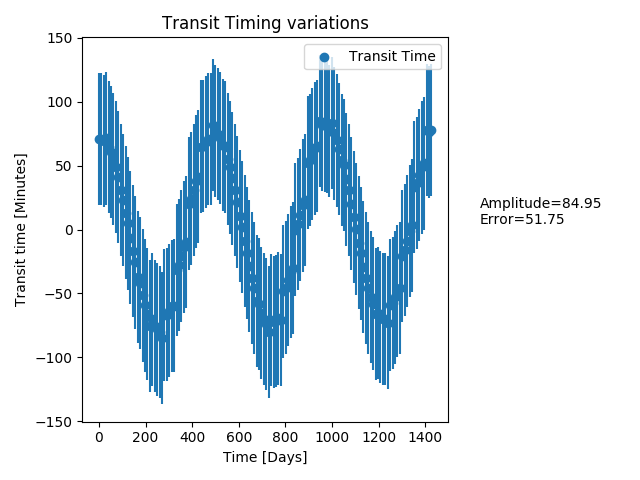 Transit Timing variations
Transit Time
Transit time [Minutes]
150
100
50
0
−50
−100
−150
0 200 400 600 800 1000 1200 1400
Time [Days]
Amplitude=84.95
Error=51.75